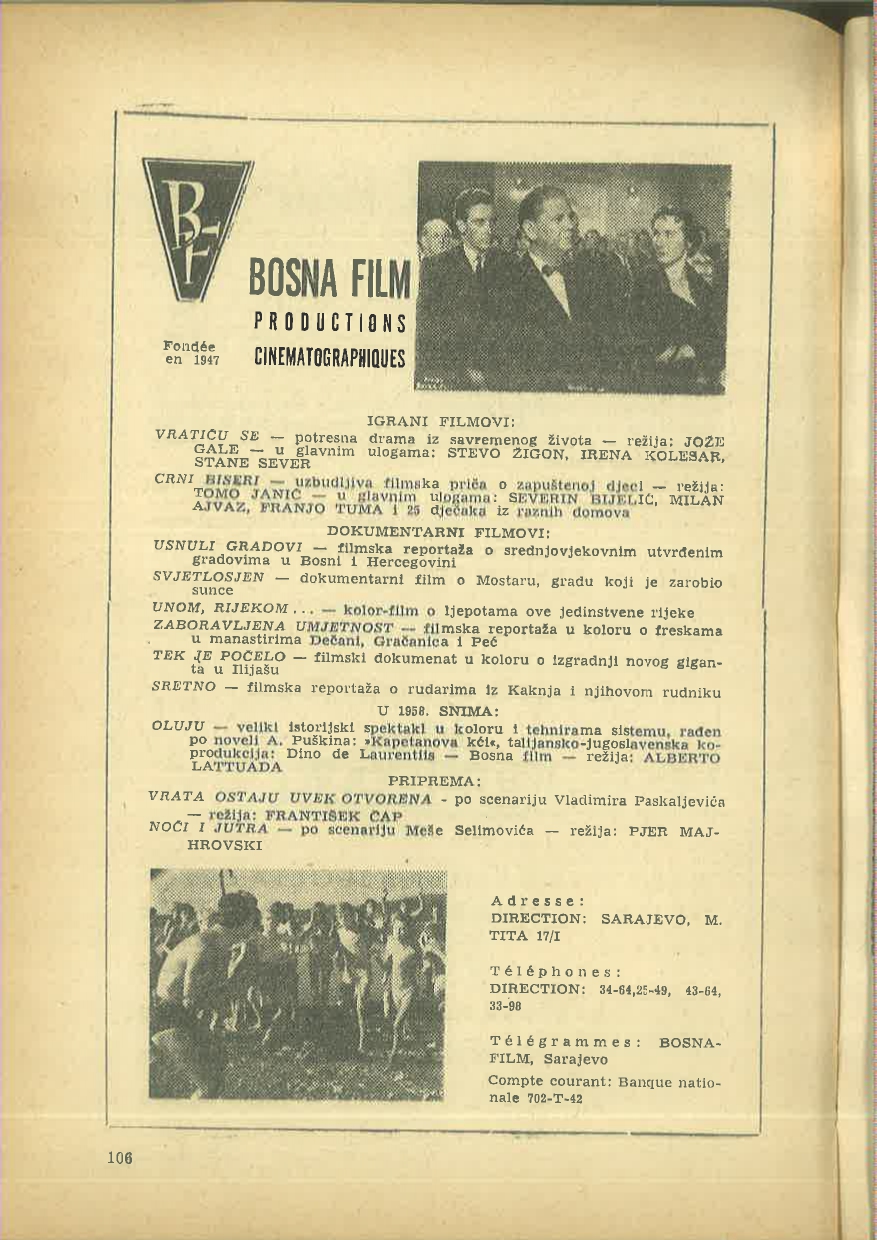 BF
BOSNA FILM
PRODUCTIONS
Fondée
en 1947
CINEMATOGRAPHIQUES
IGRANI FILMOVI:
VRATIĆU SE — potresna drama iz savremenog života — režija: JOŽE
GALE — u glavnim ulogama: STEVO ŽIGON, IRENA KOLESAR,
STANE SEVER
CRNI BISERI — uzbudljiva filmska priča o zapuštenoj djeci — režija:
TOMO JANIĆ — u glavnim ulogama: SEVERIN BIJELIĆ, MILAN
AJVAZ, FRANJO TUMA i 25 dječaka iz raznih domova
DOKUMENTARNI FILMOVI:
USNULI GRADOVI — filmska reportaža o srednjovjekovnim utvrđenim
gradovima u Bosni i Hercegovini
SVJETLOSJEN — dokumentarni film o Mostaru, gradu koji je zarobio
sunce
UNOM, RIJEKOM... — kolor-film o ljepotama ove jedinstvene rijeke
ZABORAVLJENA UMJETNOST — filmska reportaža u koloru o freskama
u manastirima Dečani, Gračanica i Peć
TEK JE POČELO — filmski dokumenat u koloru o izgradnji novog gigan-
ta u Ilijašu
SRETNO — filmska reportaža o rudarima iz Kaknja i njihovom rudniku
U 1958. SNIMA:
OLUJU — veliki istorijski spektakl u koloru i tehnirama sistemu, rađen
po noveli A. Puškina: »Kapetanova kći«, talijansko-jugoslavenska ko-
produkcija: Dino de Laurentiis — Bosna film — režija: ALBERTO
LATTUADA
PRIPREMA:
VRATA OSTAJU UVEK OTVORENA - po scenariju Vladimira Paskaljevića
— režija: FRANTIŠEK ČAP
NOĆI I JUTRA — po scenariju Meše Selimovića — režija: PJER MAJ-
HROVSKI
Adresse:
DIRECTION: SARAJEVO, M.
TITA 17/I
Téléphones:
DIRECTION: 34-64,25-49, 43-64,
33-98
Télégrammes: BOSNA-
FILM, Sarajevo
Compte courant: Banque natio-
nale 702-T-42
106